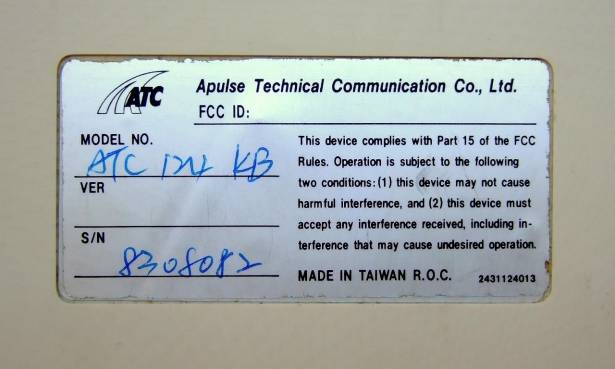 ATC
Apulse Technical Communication Co., Ltd.
FCC ID:
MODEL NO.
ATC 124 KB
VER
S/N
8308082
This device complies with Part 15 of the FCC
Rules. Operation is subject to the following
two conditions: (1) this device may not cause
harmful interference, and (2) this device must
accept any interference received, including in-
terference that may cause undesired operation.
MADE IN TAIWAN R.O.C.
2431124013